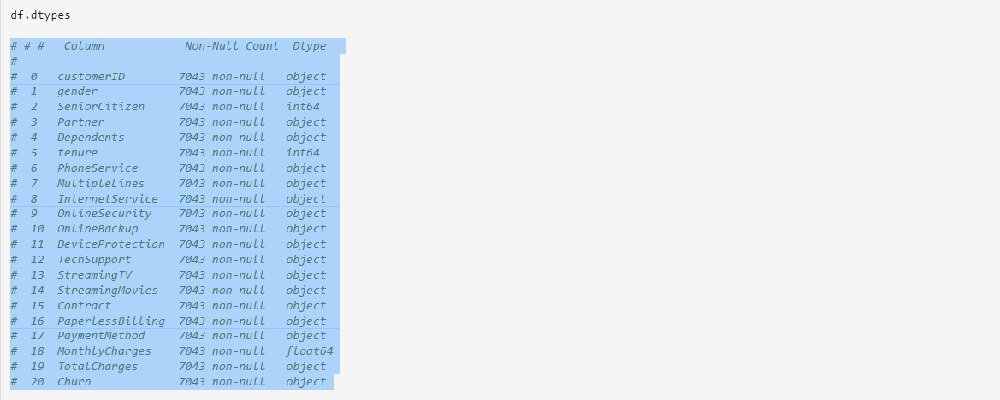 df.dtypes
# # #   Column             Non-Null Count  Dtype
# ---  ------            --------------  -----
#  0   customerID        7043 non-null   object
#  1   gender            7043 non-null   object
#  2   SeniorCitizen     7043 non-null   int64
#  3   Partner           7043 non-null   object
#  4   Dependents        7043 non-null   object
#  5   tenure            7043 non-null   int64
#  6   PhoneService      7043 non-null   object
#  7   MultipleLines     7043 non-null   object
#  8   InternetService   7043 non-null   object
#  9   OnlineSecurity    7043 non-null   object
#  10  OnlineBackup      7043 non-null   object
#  11  DeviceProtection  7043 non-null   object
#  12  TechSupport       7043 non-null   object
#  13  StreamingTV       7043 non-null   object
#  14  StreamingMovies   7043 non-null   object
#  15  Contract          7043 non-null   object
#  16  PaperlessBilling  7043 non-null   object
#  17  PaymentMethod     7043 non-null   object
#  18  MonthlyCharges    7043 non-null   float64
#  19  TotalCharges      7043 non-null   object
#  20  Churn             7043 non-null   object